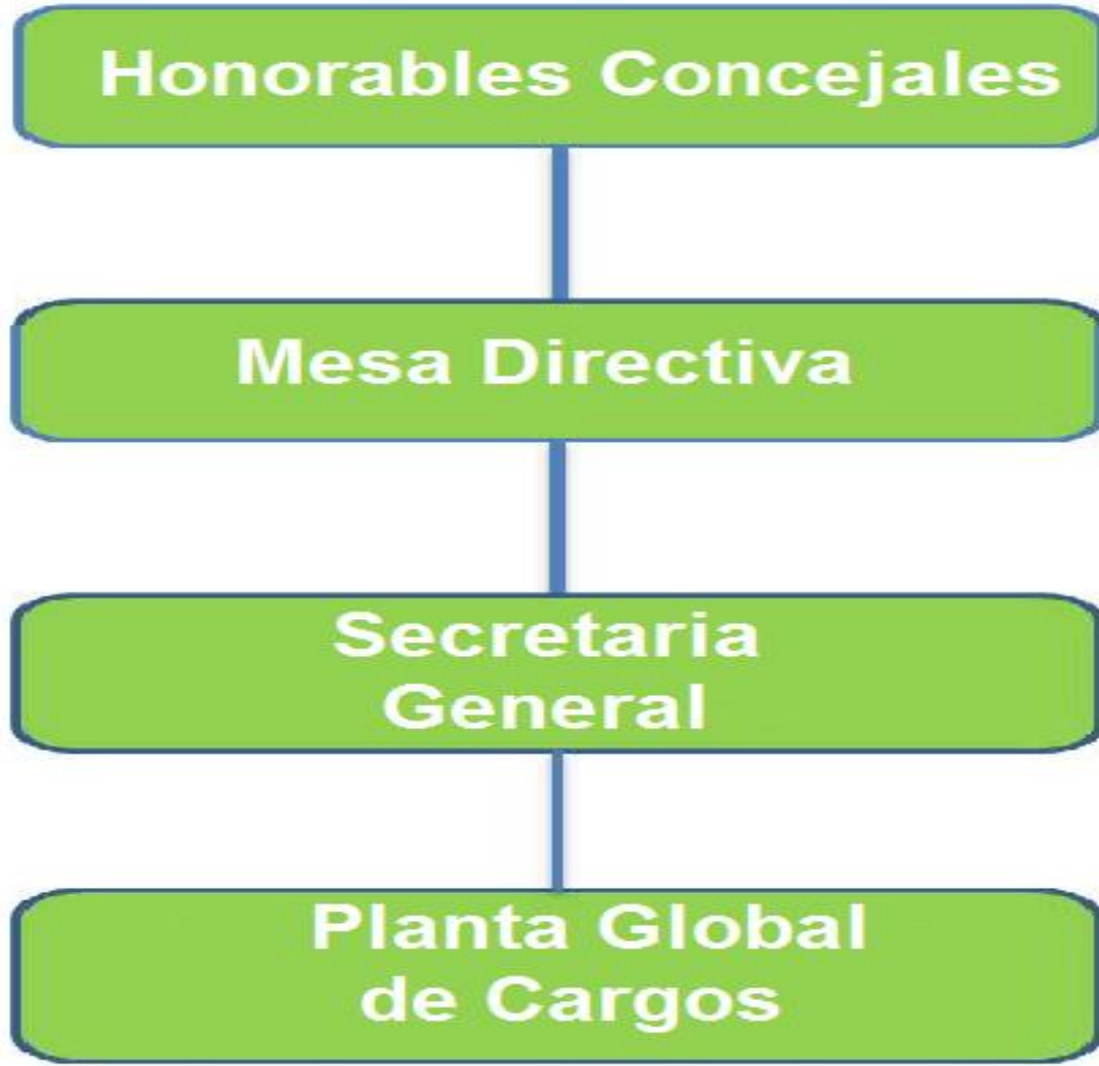 Honorables Concejales
Mesa Directiva
Secretaria
General
Planta Global
de Cargos